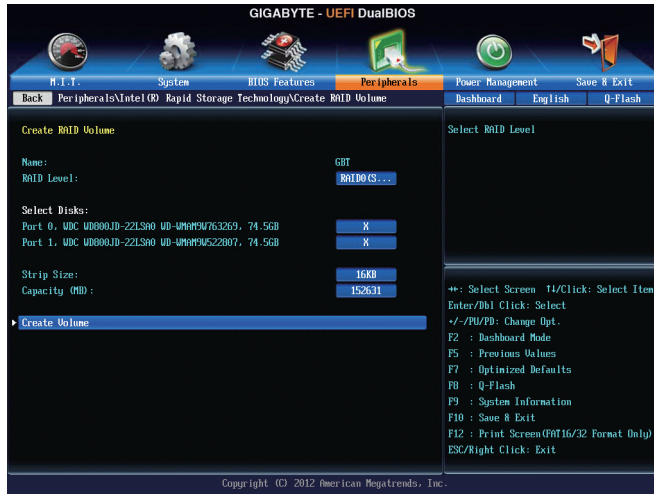 GIGABYTE - UEFI DualBIOS
M.I.T. System BIOS Features Peripherals Power Management Save & Exit
Back Peripherals\Intel(R) Rapid Storage Technology\Create RAID Volume Dashboard English Q-Flash
Create RAID Volume
Name: GBT
RAID Level: RAID0(S...
Select Disks:
Port 0, WDC WD800JD-22LSA0 WD-WMAM9W763269, 74.5GB X
Port 1, WDC WD800JD-22LSA0 WD-WMAM9W522807, 74.5GB X
Strip Size: 16KB
Capacity (MB): 152631
Create Volume
Select RAID Level
→←: Select Screen ↑↓/Click: Select Item
Enter/Dbl Click: Select
+/-/PU/PD: Change Opt.
F2 : Dashboard Mode
F5 : Previous Values
F7 : Optimized Defaults
F8 : Q-Flash
F9 : System Information
F10 : Save & Exit
F12 : Print Screen(FAT16/32 Format Only)
ESC/Right Click: Exit
Copyright (C) 2012 American Megatrends, Inc.